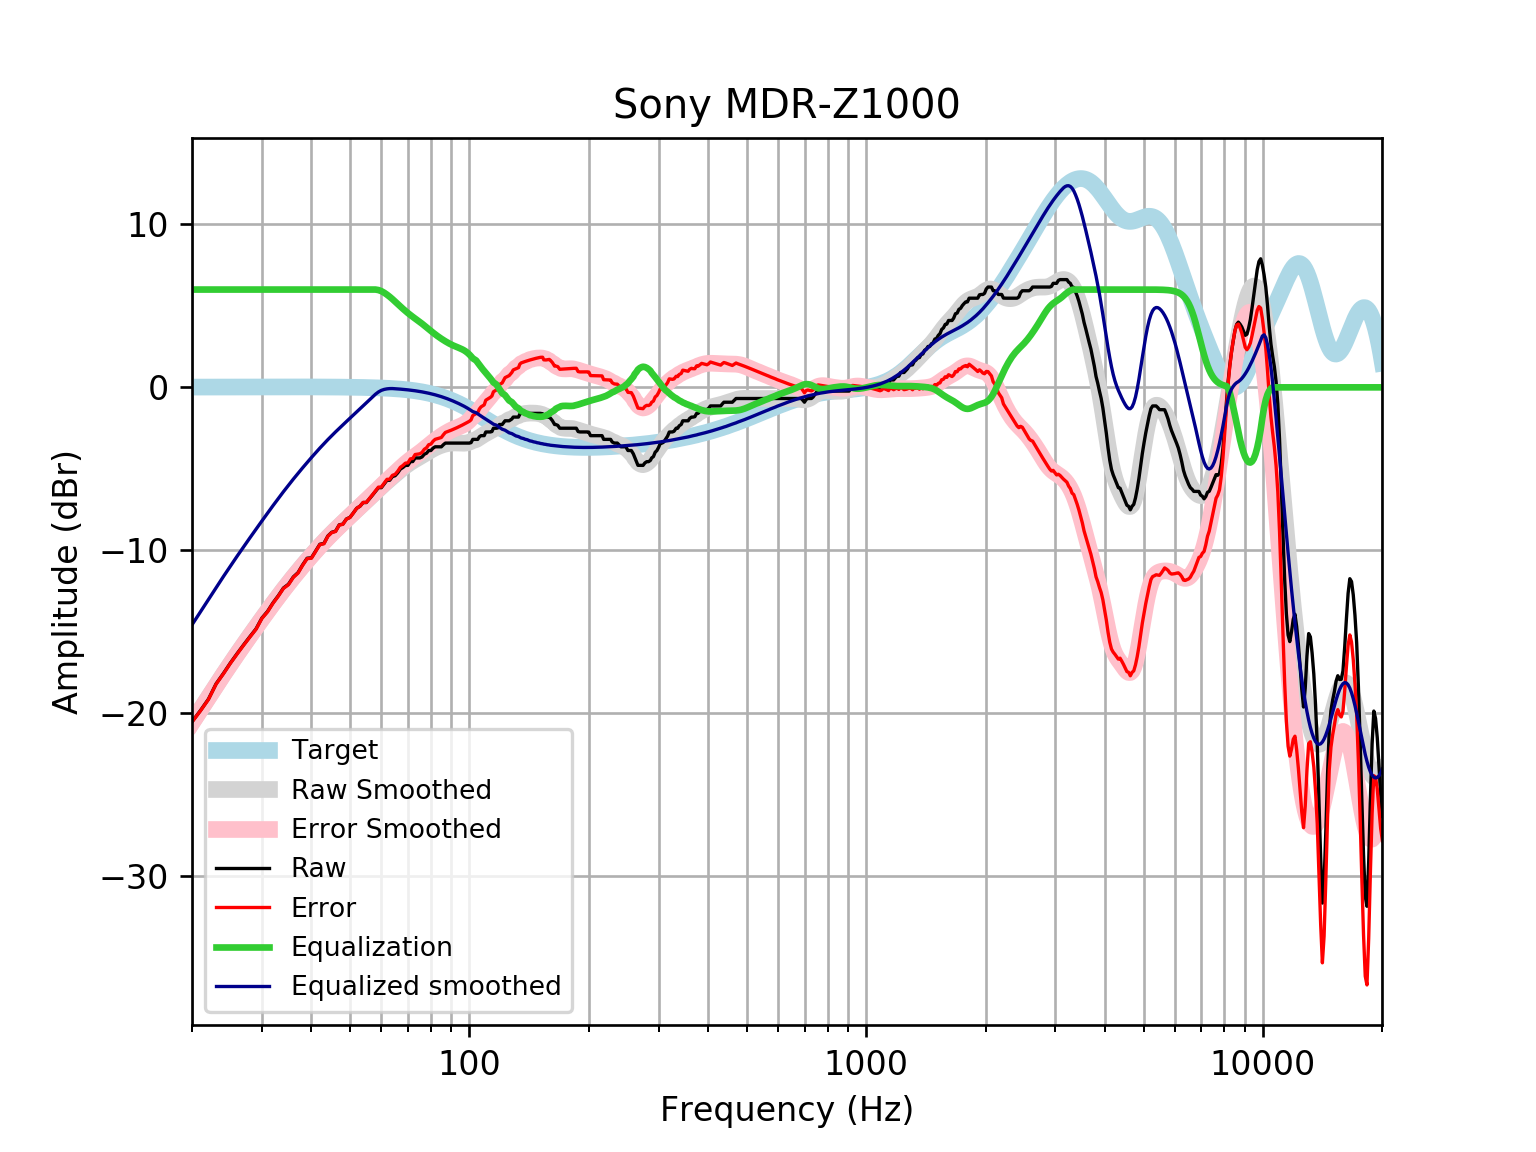 Sony MDR-Z1000
10
0
−10
−20
−30
Amplitude (dBr)
Target
Raw Smoothed
Error Smoothed
Raw
Error
Equalization
Equalized smoothed
100
1000
10000
Frequency (Hz)